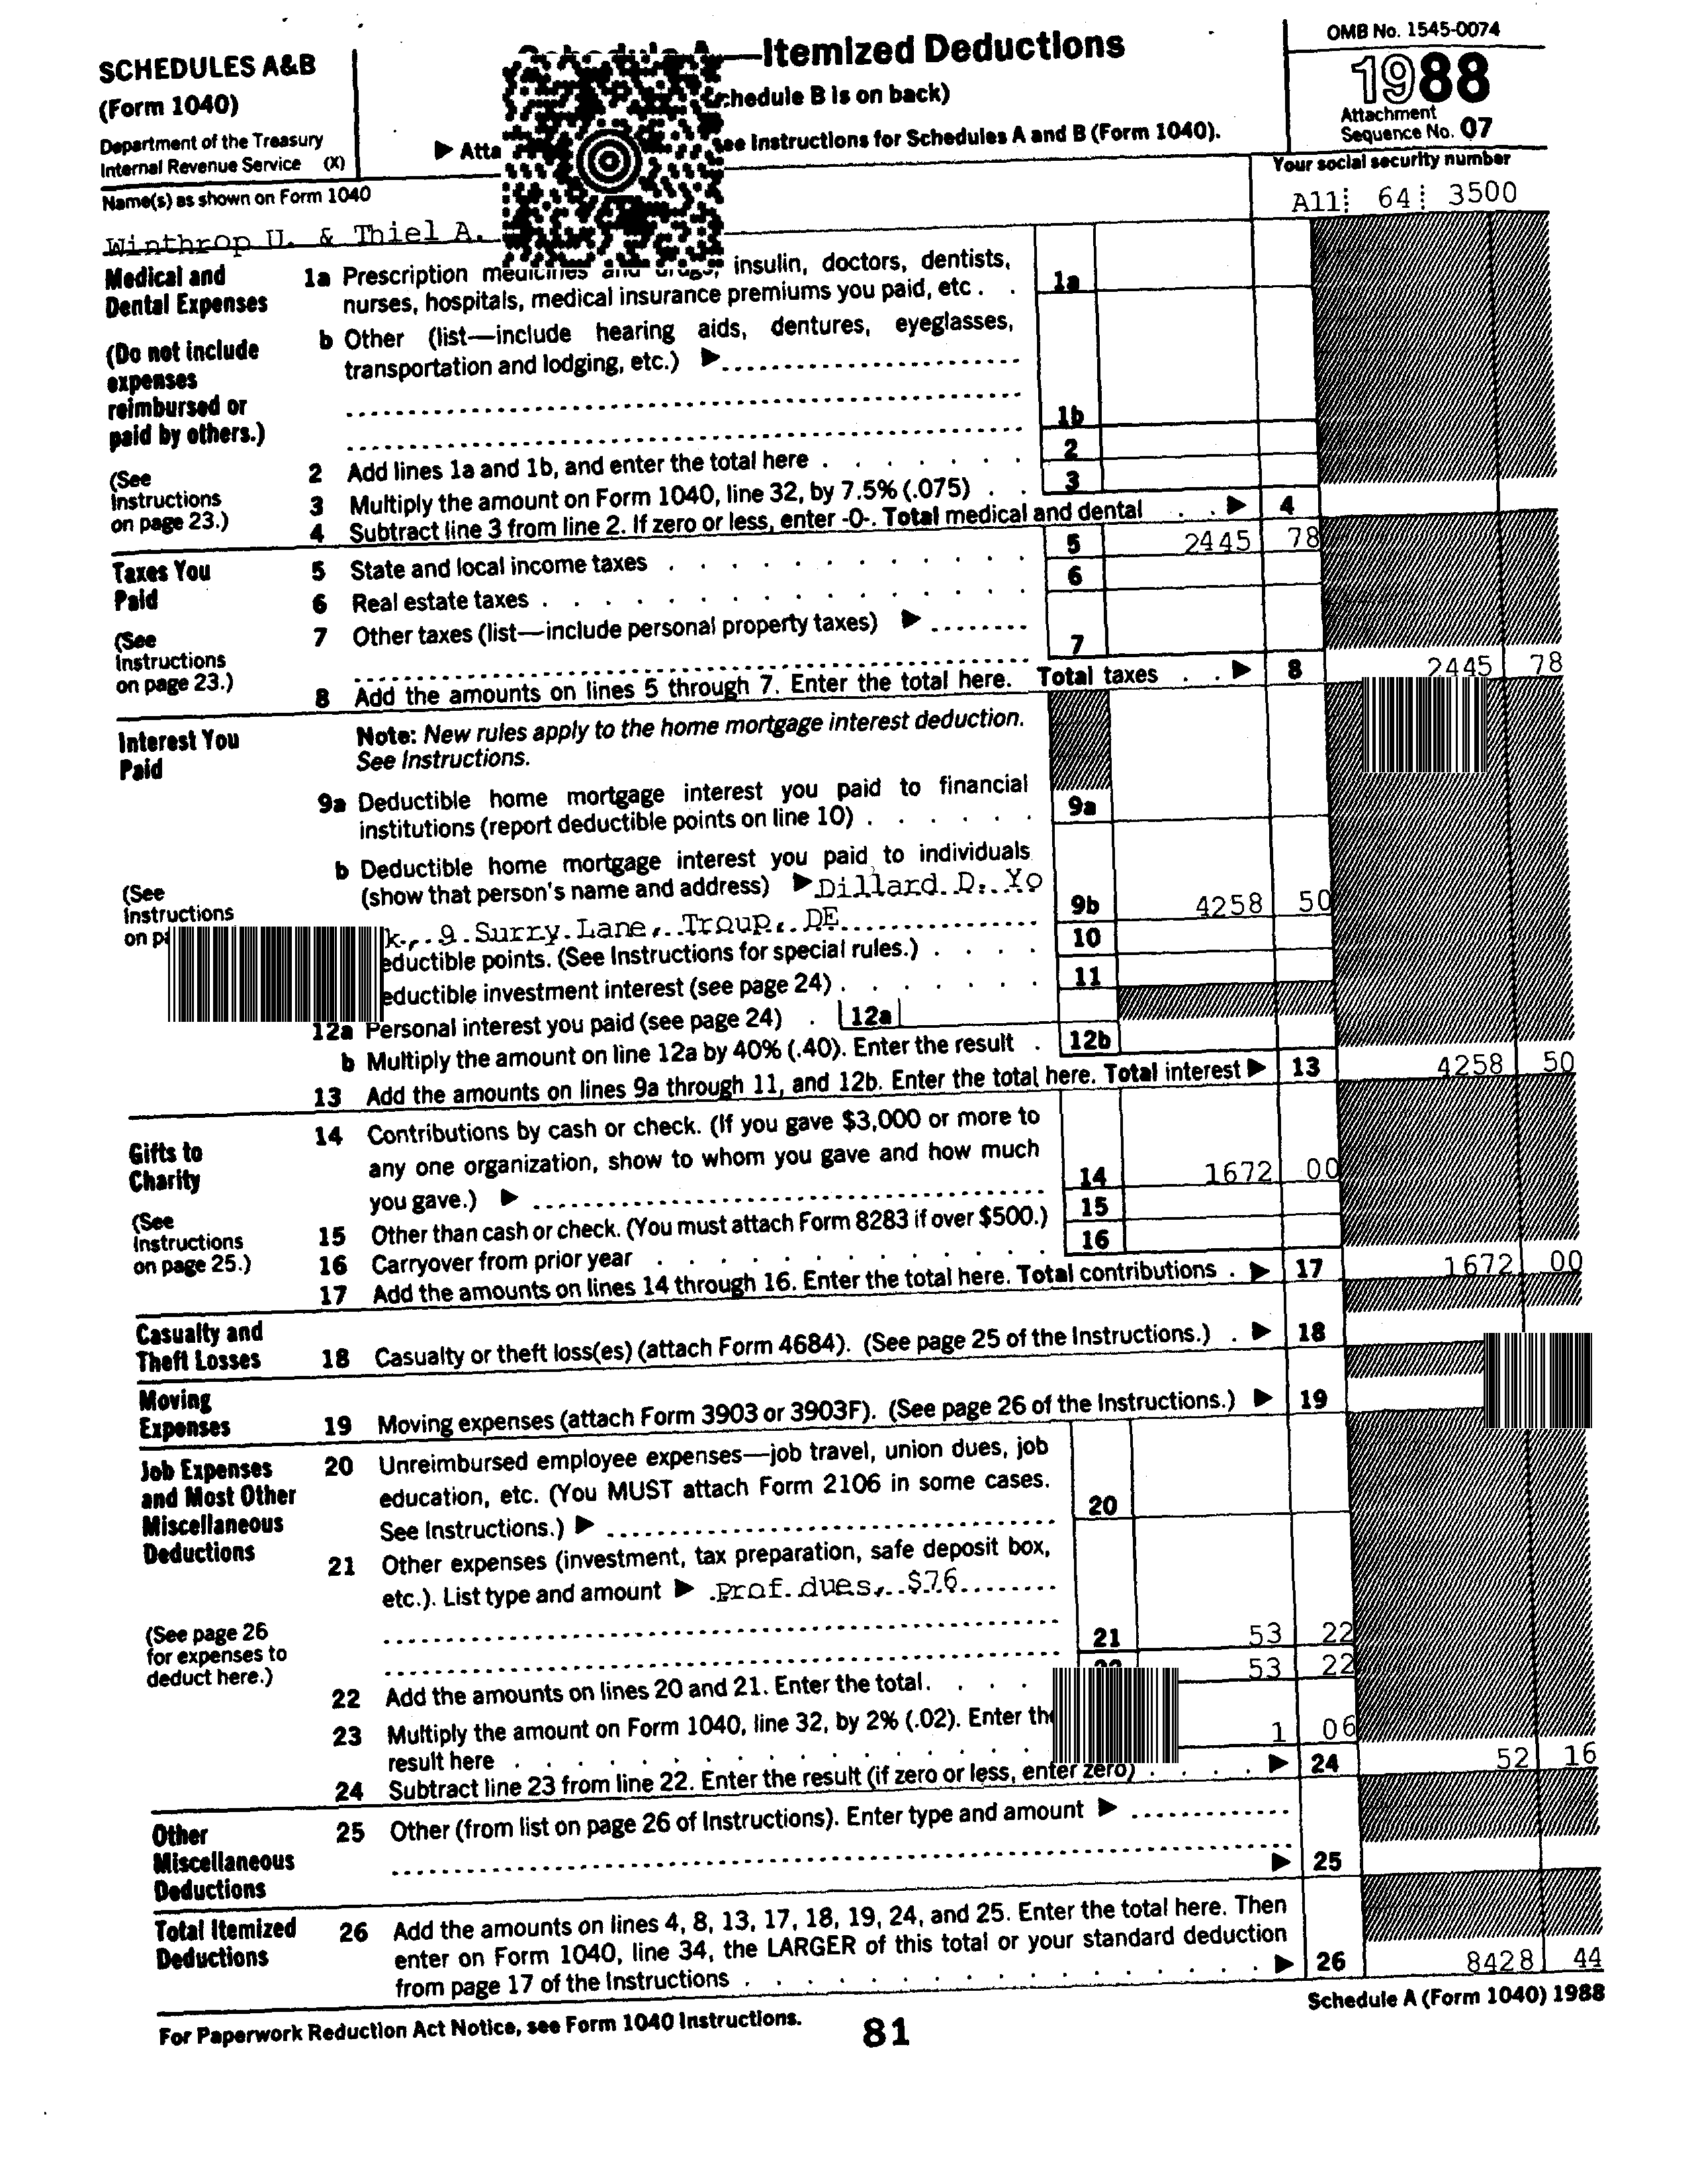 SCHEDULES A&B
(Form 1040)
Department of the Treasury
Internal Revenue Service (X)
—Itemized Deductions
chedule B is on back)
▶ Atta
ee Instructions for Schedules A and B (Form 1040).
OMB No. 1545-0074
1988
Attachment
Sequence No. 07
Name(s) as shown on Form 1040
Your social security number
Winthrop U. & Thiel A.
A11 64 3500
Medical and
Dental Expenses
(Do not include
expenses
reimbursed or
paid by others.)
(See
Instructions
on page 23.)
1a Prescription medicines and drugs, insulin, doctors, dentists,
nurses, hospitals, medical insurance premiums you paid, etc . . 1a
b Other (list—include hearing aids, dentures, eyeglasses,
transportation and lodging, etc.) ▶
1b
2 Add lines 1a and 1b, and enter the total here . . . . . . . 2
3 Multiply the amount on Form 1040, line 32, by 7.5% (.075) . . 3
4 Subtract line 3 from line 2. If zero or less, enter -0-. Total medical and dental . . ▶ 4
Taxes You
Paid
(See
Instructions
on page 23.)
5 State and local income taxes . . . . . . . . . . . . 5 2445 78
6 Real estate taxes . . . . . . . . . . . . . . . 6
7 Other taxes (list—include personal property taxes) ▶
7
8 Add the amounts on lines 5 through 7. Enter the total here. Total taxes . . ▶ 8 2445 78
Interest You
Paid
(See
Instructions
on pa
Note: New rules apply to the home mortgage interest deduction.
See Instructions.
9a Deductible home mortgage interest you paid to financial
institutions (report deductible points on line 10) . . . . . . 9a
b Deductible home mortgage interest you paid to individuals
(show that person's name and address) ▶ Dillard D. Yo
k, 9 Surry Lane, Troup, DE 9b 4258 50
eductible points. (See Instructions for special rules.) . . . . 10
eductible investment interest (see page 24) . . . . . . . 11
12a Personal interest you paid (see page 24) . 12a
b Multiply the amount on line 12a by 40% (.40). Enter the result . 12b
13 Add the amounts on lines 9a through 11, and 12b. Enter the total here. Total interest ▶ 13 4258 50
Gifts to
Charity
(See
Instructions
on page 25.)
14 Contributions by cash or check. (If you gave $3,000 or more to
any one organization, show to whom you gave and how much
you gave.) ▶ 14 1672 00
15 Other than cash or check. (You must attach Form 8283 if over $500.) 15
16 Carryover from prior year . . . . . . . . . . . . 16
17 Add the amounts on lines 14 through 16. Enter the total here. Total contributions . ▶ 17 1672 00
Casualty and
Theft Losses
18 Casualty or theft loss(es) (attach Form 4684). (See page 25 of the Instructions.) . ▶ 18
Moving
Expenses
19 Moving expenses (attach Form 3903 or 3903F). (See page 26 of the Instructions.) ▶ 19
Job Expenses
and Most Other
Miscellaneous
Deductions
(See page 26
for expenses to
deduct here.)
20 Unreimbursed employee expenses—job travel, union dues, job
education, etc. (You MUST attach Form 2106 in some cases.
See Instructions.) ▶ 20
21 Other expenses (investment, tax preparation, safe deposit box,
etc.). List type and amount ▶ prof.dues, $76
21 53 22
22 Add the amounts on lines 20 and 21. Enter the total. . . . 53 22
23 Multiply the amount on Form 1040, line 32, by 2% (.02). Enter the
result here . . . . . . . . . . . . . . . . 1 06
24 Subtract line 23 from line 22. Enter the result (if zero or less, enter zero) . . . . ▶ 24 52 16
Other
Miscellaneous
Deductions
25 Other (from list on page 26 of Instructions). Enter type and amount ▶
▶ 25
Total Itemized
Deductions
26 Add the amounts on lines 4, 8, 13, 17, 18, 19, 24, and 25. Enter the total here. Then
enter on Form 1040, line 34, the LARGER of this total or your standard deduction
from page 17 of the Instructions . . . . . . . . . . . . . . . . ▶ 26 8428 44
For Paperwork Reduction Act Notice, see Form 1040 Instructions.
81
Schedule A (Form 1040) 1988